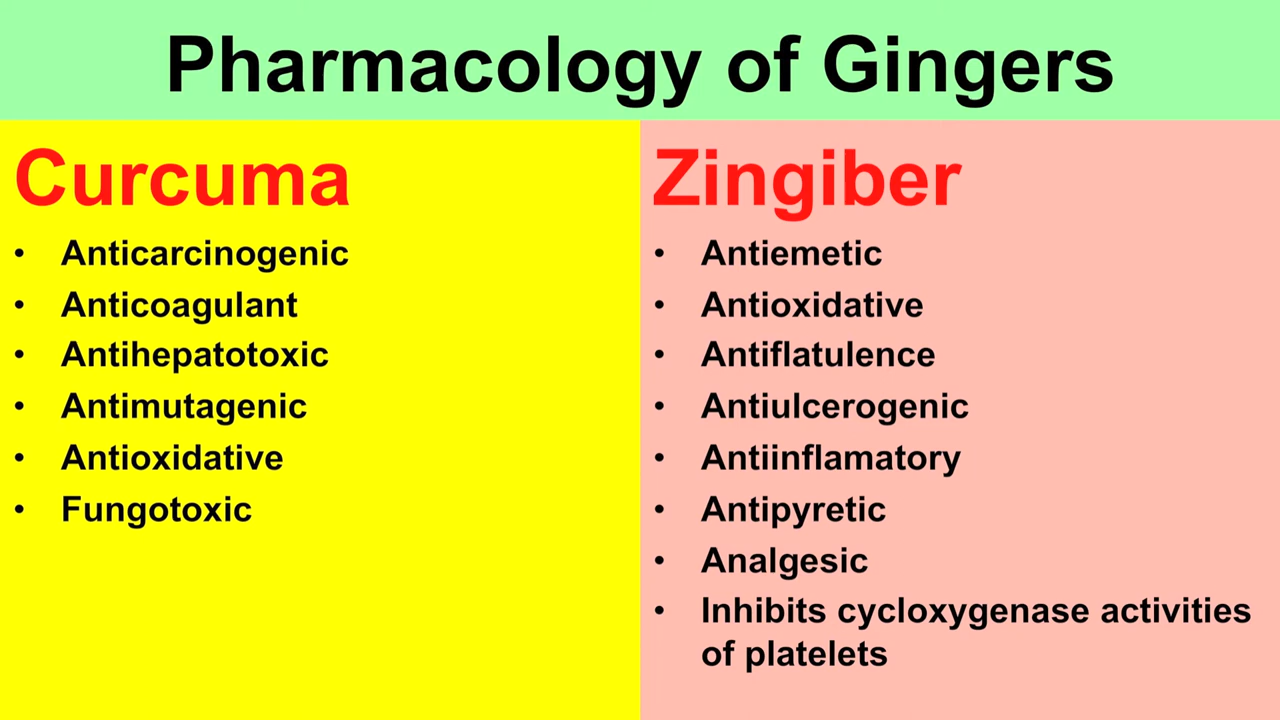 Pharmacology of Gingers
Curcuma
• Anticarcinogenic
• Anticoagulant
• Antihepatotoxic
• Antimutagenic
• Antioxidative
• Fungotoxic
Zingiber
• Antiemetic
• Antioxidative
• Antiflatulence
• Antiulcerogenic
• Antiinflamatory
• Antipyretic
• Analgesic
• Inhibits cycloxygenase activities
of platelets